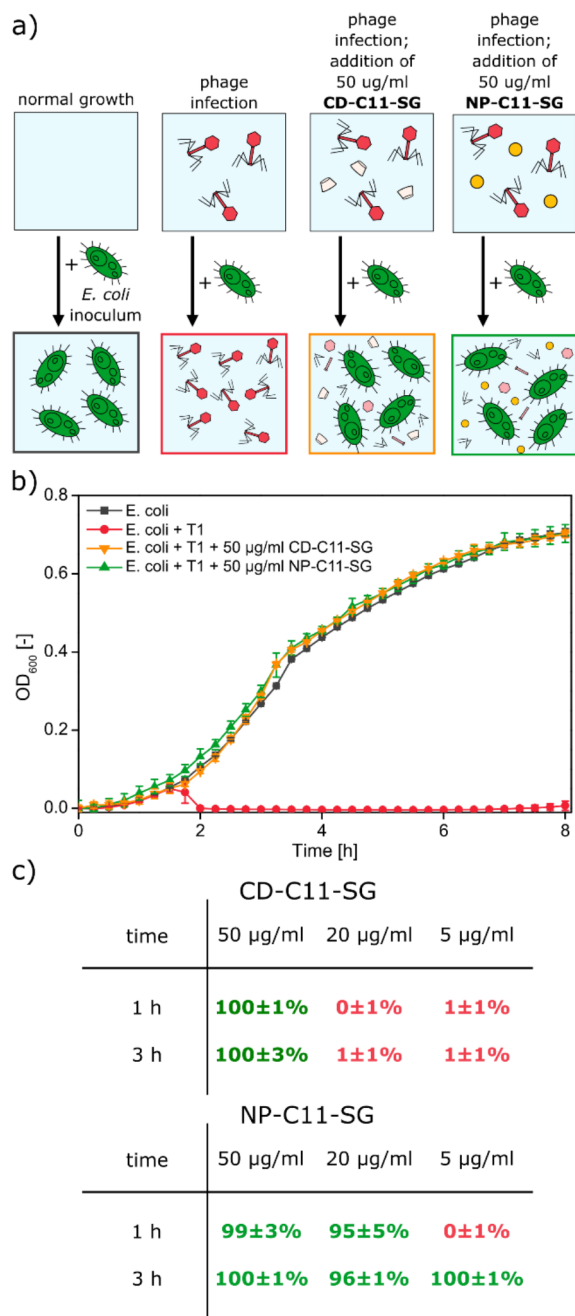 a)
normal growth
phage
infection
phage
infection;
addition of
50 ug/ml
CD-C11-SG
phage
infection;
addition of
50 ug/ml
NP-C11-SG
+
E. coli
inoculum
+
+
+
b)
0.8
0.6
0.4
0.2
0.0
OD600 [-]
E. coli
E. coli + T1
E. coli + T1 + 50 µg/ml CD-C11-SG
E. coli + T1 + 50 µg/ml NP-C11-SG
0 2 4 6 8
Time [h]
c)
CD-C11-SG
time 50 µg/ml 20 µg/ml 5 µg/ml
1 h 100±1% 0±1% 1±1%
3 h 100±3% 1±1% 1±1%
NP-C11-SG
time 50 µg/ml 20 µg/ml 5 µg/ml
1 h 99±3% 95±5% 0±1%
3 h 100±1% 96±1% 100±1%